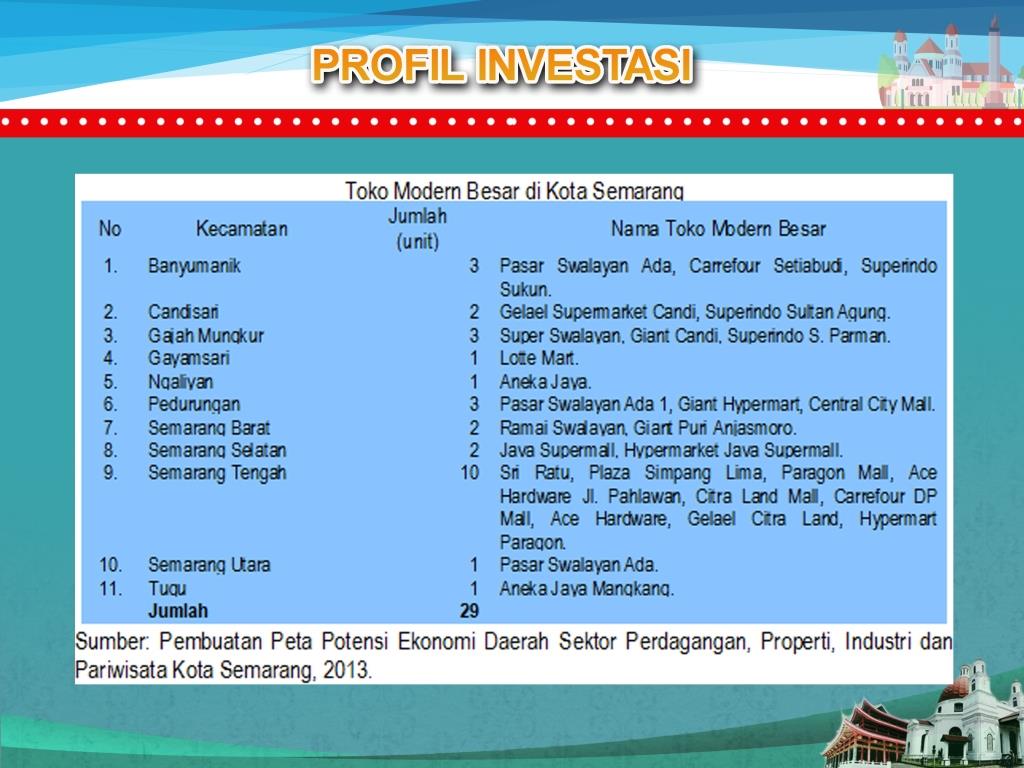 PROFIL INVESTASI
Toko Modern Besar di Kota Semarang
No Kecamatan Jumlah (unit) Nama Toko Modern Besar
1. Banyumanik 3 Pasar Swalayan Ada, Carrefour Setiabudi, Superindo
Sukun.
2. Candisari 2 Gelael Supermarket Candi, Superindo Sultan Agung.
3. Gajah Mungkur 3 Super Swalayan, Giant Candi, Superindo S. Parman.
4. Gayamsari 1 Lotte Mart.
5. Ngaliyan 1 Aneka Jaya.
6. Pedurungan 3 Pasar Swalayan Ada 1, Giant Hypermart, Central City Mall.
7. Semarang Barat 2 Ramai Swalayan, Giant Puri Anjasmoro.
8. Semarang Selatan 2 Java Supermall, Hypermarket Java Supermall.
9. Semarang Tengah 10 Sri Ratu, Plaza Simpang Lima, Paragon Mall, Ace
Hardware Jl. Pahlawan, Citra Land Mall, Carrefour DP
Mall, Ace Hardware, Gelael Citra Land, Hypermart
Paragon.
10. Semarang Utara 1 Pasar Swalayan Ada.
11. Tugu 1 Aneka Jaya Mangkang.
Jumlah 29
Sumber: Pembuatan Peta Potensi Ekonomi Daerah Sektor Perdagangan, Properti, Industri dan
Pariwisata Kota Semarang, 2013.